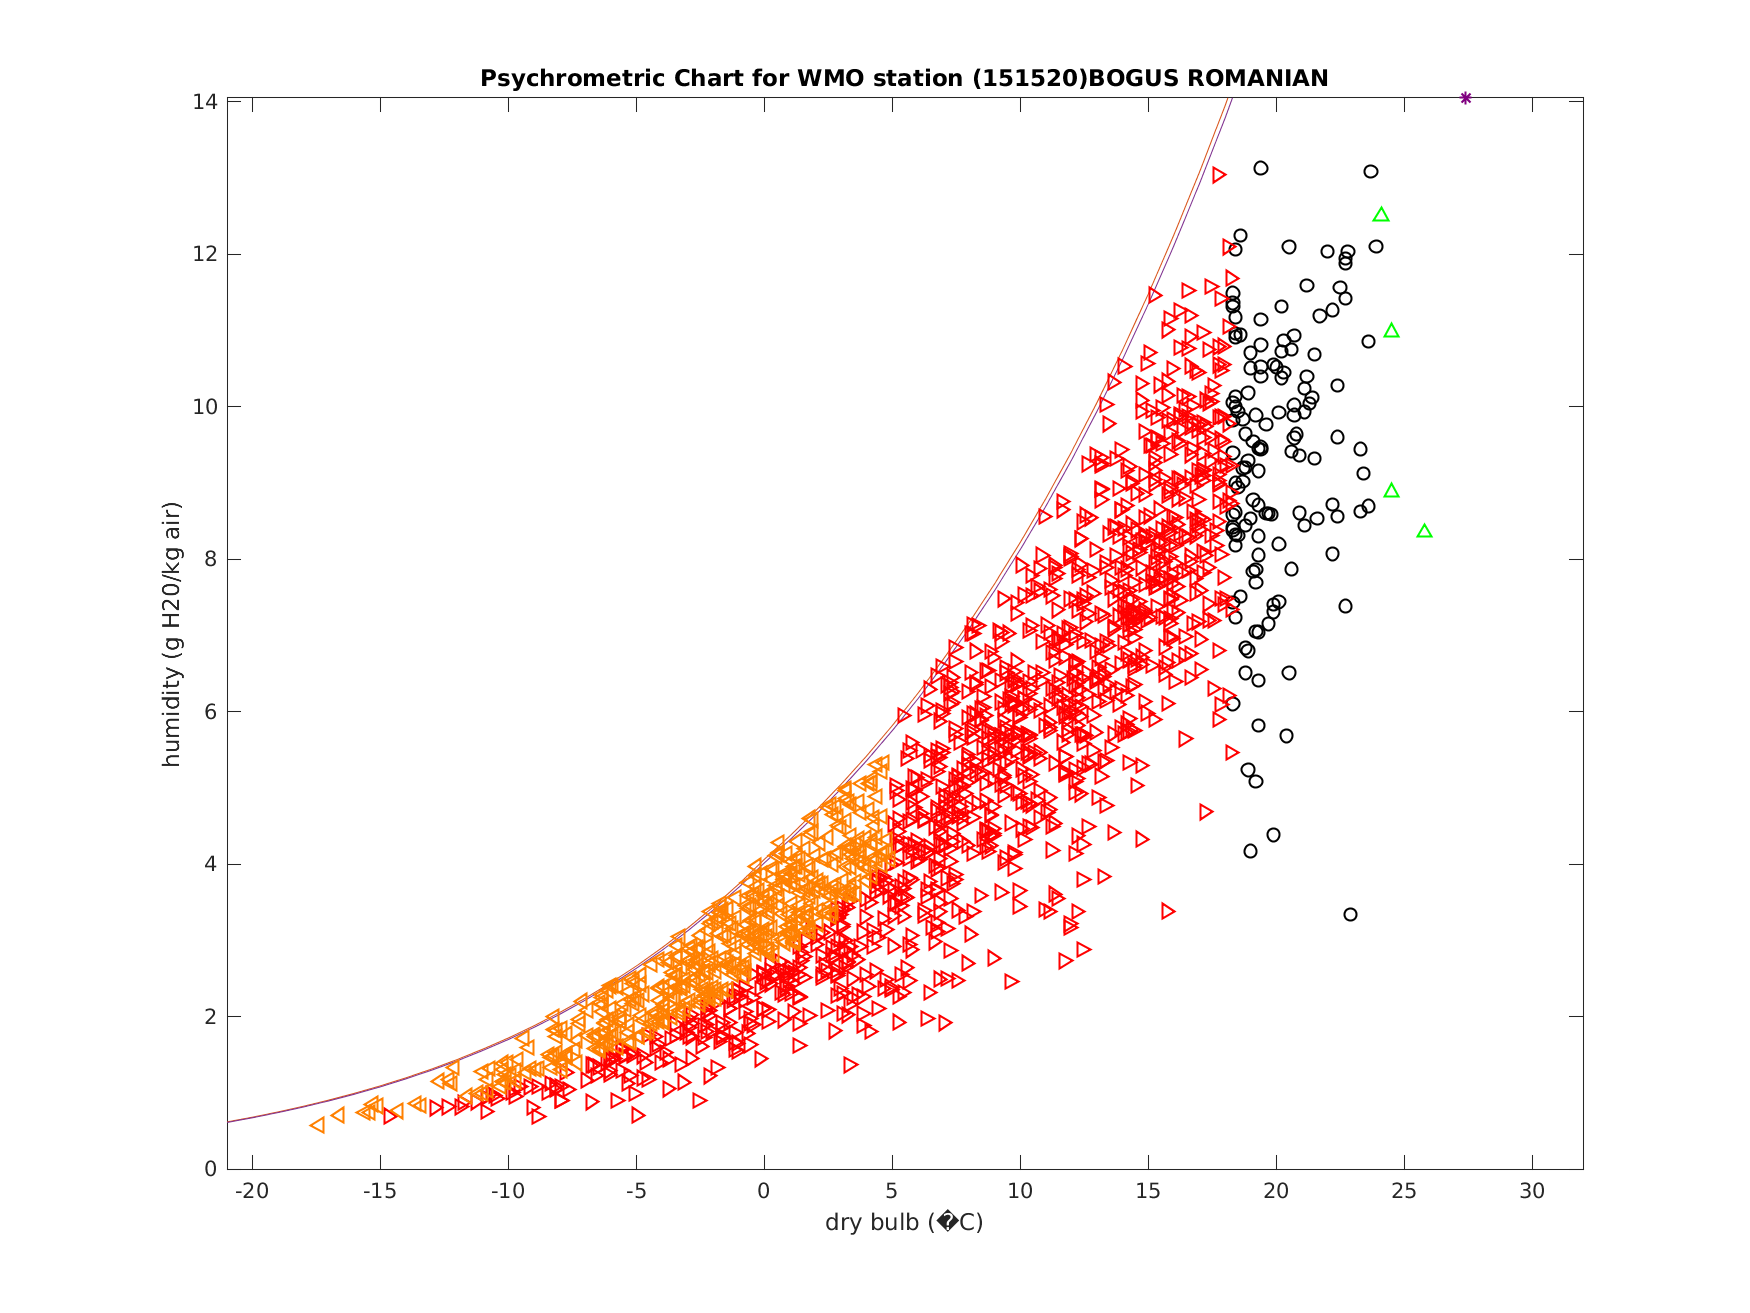 Psychrometric Chart for WMO station (151520)BOGUS ROMANIAN
14
12
10
8
6
4
2
0
humidity (g H20/kg air)
-20 -15 -10 -5 0 5 10 15 20 25 30
dry bulb (�C)